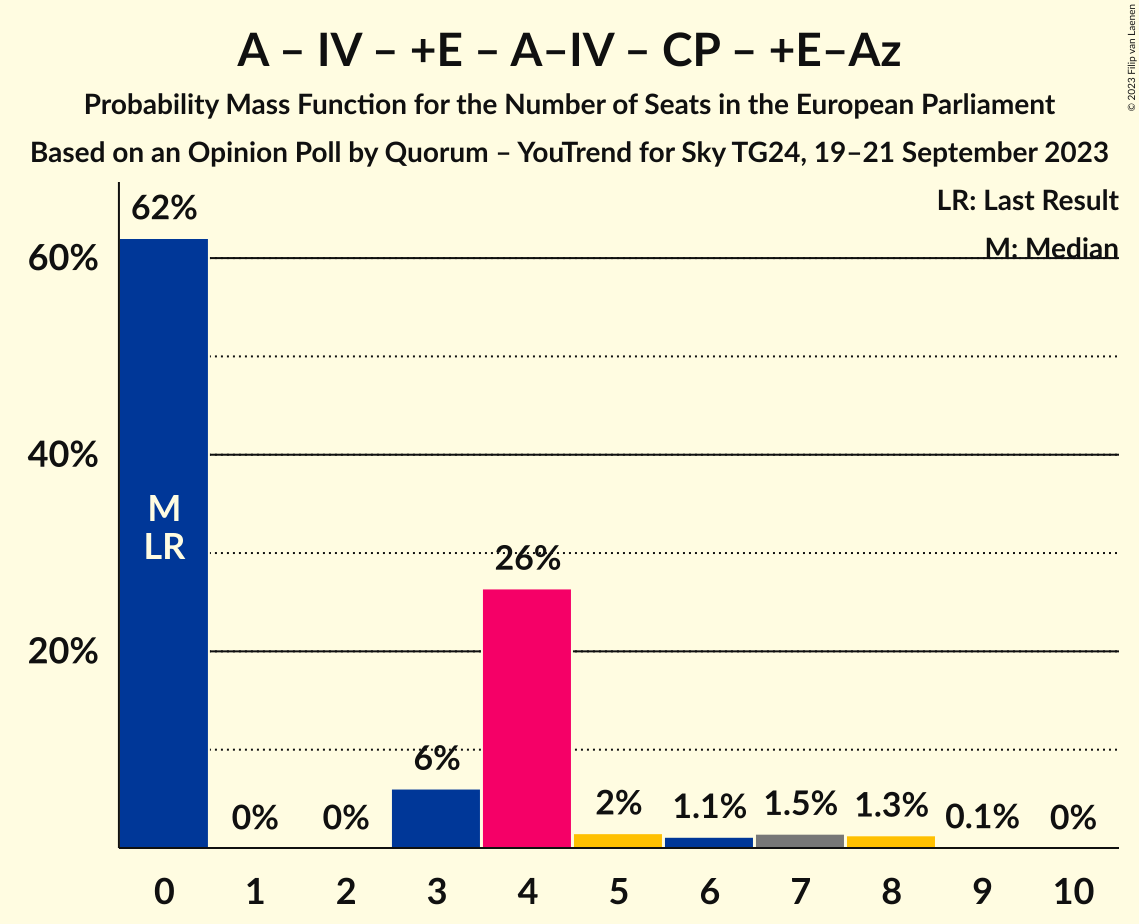 A – IV – +E – A–IV – CP – +E–Az
Probability Mass Function for the Number of Seats in the European Parliament
Based on an Opinion Poll by Quorum – YouTrend for Sky TG24, 19–21 September 2023
© 2023 Filip van Laenen
LR: Last Result
M: Median
60%
40%
20%
62%
M
LR
0%
0%
6%
26%
2%
1.1%
1.5%
1.3%
0.1%
0%
0 1 2 3 4 5 6 7 8 9 10